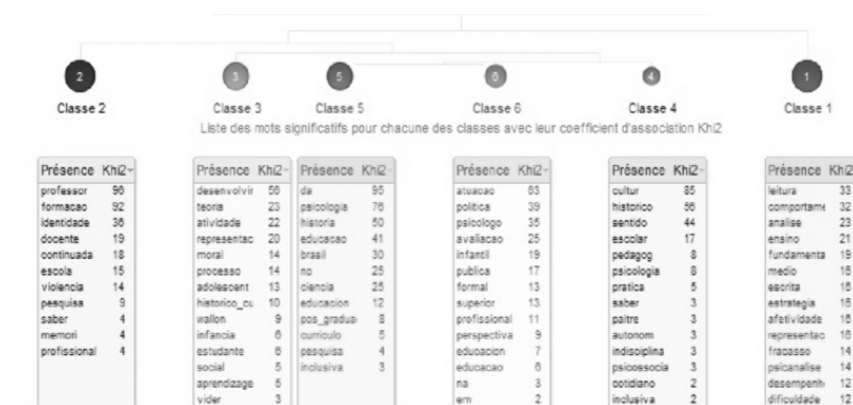 2 3 5 6 4 1
Classe 2 Classe 3 Classe 5 Classe 6 Classe 4 Classe 1
Liste des mots significatifs pour chacune des classes avec leur coefficient d'association Khi2
Présence Khi2
professor 96
formacao 92
identidade 36
docente 19
continuada 18
escola 15
violencia 14
pesquisa 9
saber 4
memori 4
profissional 4
Présence Khi2
desenvolvir 56
teoria 23
atividade 22
representac 20
moral 14
processo 14
adolescent 13
historico_cu 10
wallon 9
infancia 6
estudante 6
social 5
aprendizage 5
vider 3
Présence Khi2
da 95
psicologia 76
historia 50
educacao 41
brasil 30
no 25
ciencia 25
educacion 12
pos_gradua 8
curriculo 5
pesquisa 4
inclusiva 3
Présence Khi2
atuacao 63
politica 39
psicologo 35
avaliacao 25
infantil 19
publica 17
formal 13
superior 13
profissional 11
perspectiva 9
educacion 7
educacao 6
na 3
em 2
Présence Khi2
cultur 85
historico 56
sentido 44
escolar 17
pedagog 8
psicologia 8
pratica 5
saber 3
paitre 3
autonom 3
indisciplina 3
psicossocia 3
cotidiano 2
inclusiva 2
Présence Khi2
leitura 33
comportame 32
analise 23
ensino 21
fundamenta 19
medio 16
escrita 16
estrategia 16
afetividade 16
representac 16
fracasso 14
psicanalise 14
desempenh 12
dificuldade 12